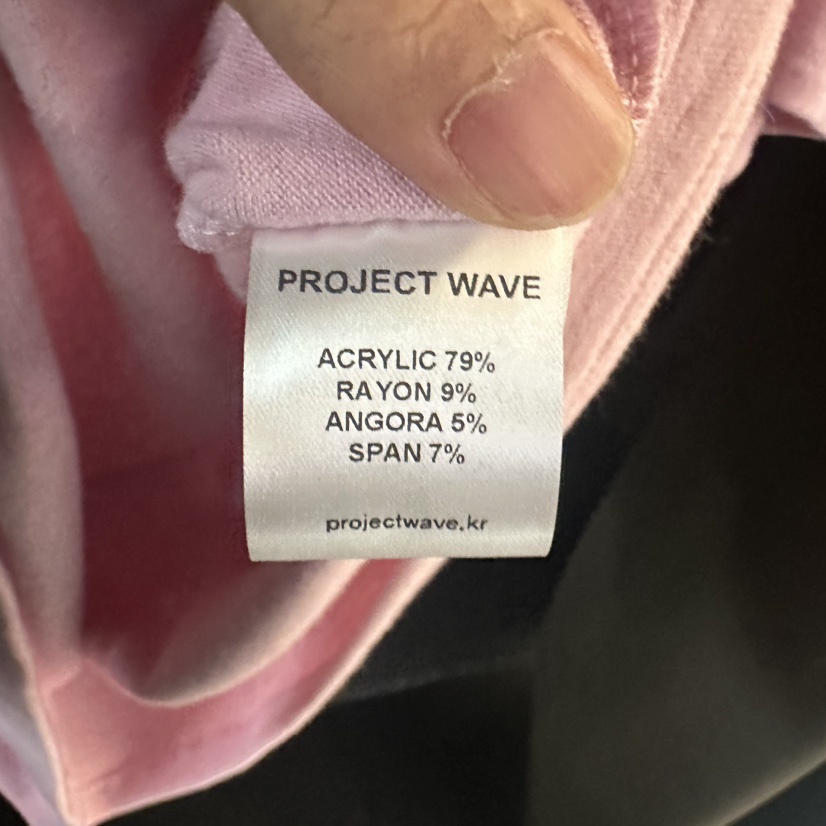 PROJECT WAVE
ACRYLIC 79%
RAYON 9%
ANGORA 5%
SPAN 7%
projectwave.kr